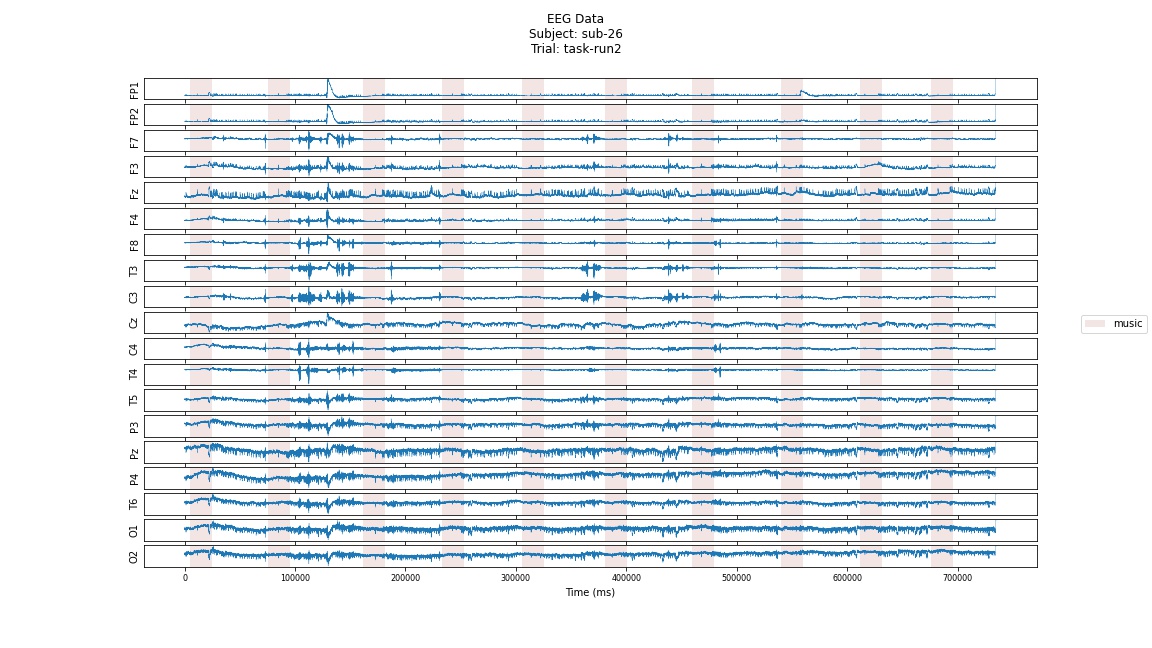 EEG Data
Subject: sub-26
Trial: task-run2
FP1
FP2
F7
F3
Fz
F4
F8
T3
C3
Cz
C4
T4
T5
P3
Pz
P4
T6
O1
O2
music
0 100000 200000 300000 400000 500000 600000 700000
Time (ms)